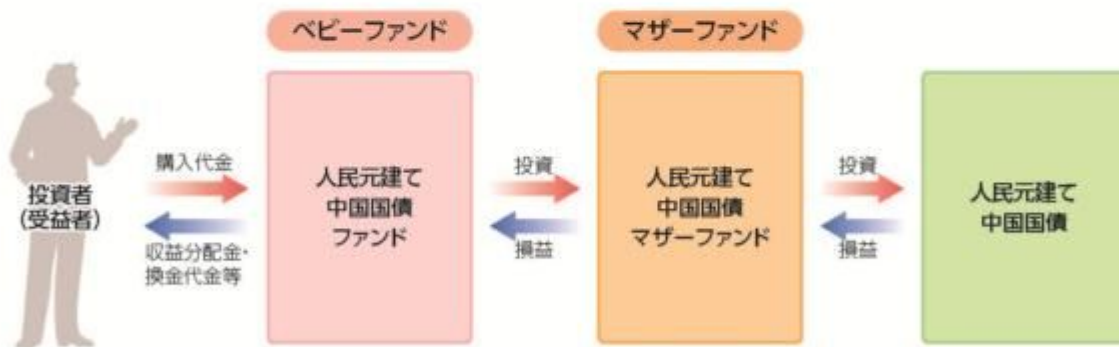 ベビーファンド
マザーファンド
購入代金
投資者
(受益者)
収益分配金・
換金代金等
人民元建て
中国国債
ファンド
投資
損益
人民元建て
中国国債
マザーファンド
投資
損益
人民元建て
中国国債